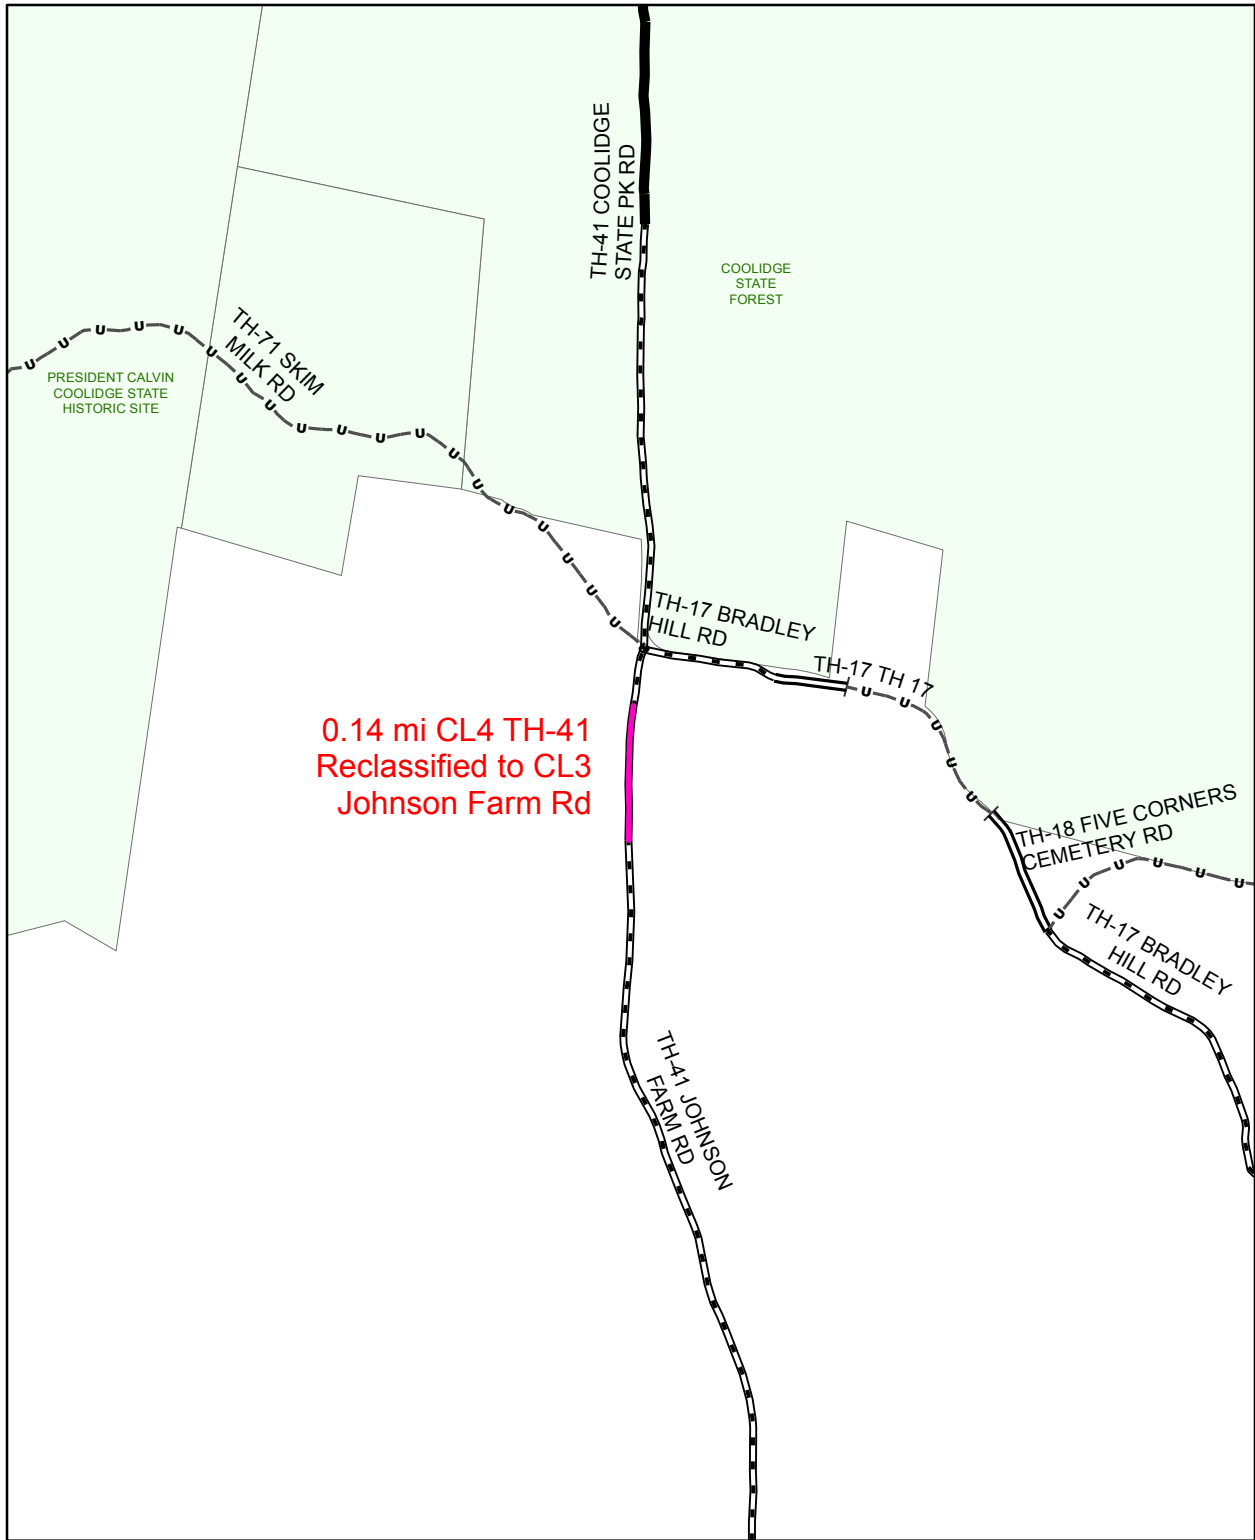 TH-41 COOLIDGE
STATE PK RD
COOLIDGE
STATE
FOREST
TH-71 SKIM
MILK RD
PRESIDENT CALVIN
COOLIDGE STATE
HISTORIC SITE
TH-17 BRADLEY
HILL RD
TH-17 TH 17
0.14 mi CL4 TH-41
Reclassified to CL3
Johnson Farm Rd
TH-18 FIVE CORNERS
CEMETERY RD
TH-17 BRADLEY
HILL RD
TH-41 JOHNSON
FARM RD